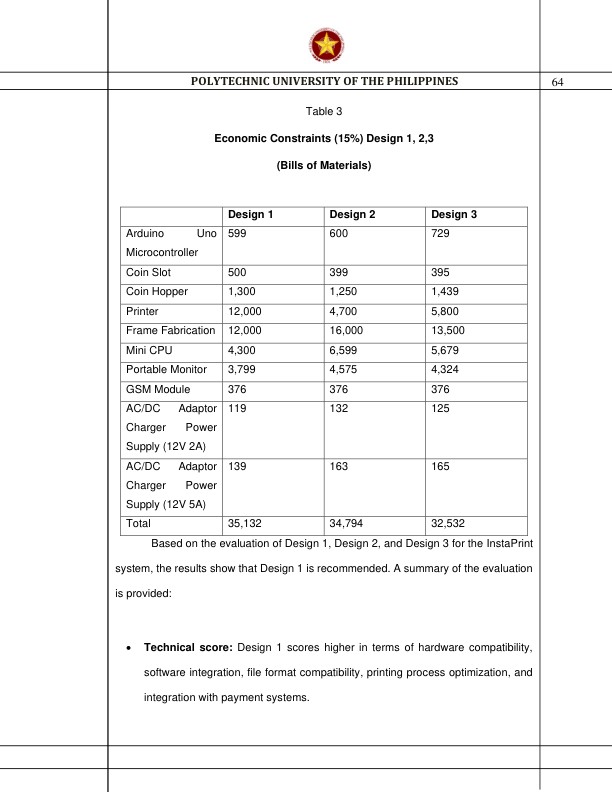 POLYTECHNIC UNIVERSITY OF THE PHILIPPINES 64
Table 3
Economic Constraints (15%) Design 1, 2,3
(Bills of Materials)
Design 1 Design 2 Design 3
Arduino Uno 599 600 729
Microcontroller
Coin Slot 500 399 395
Coin Hopper 1,300 1,250 1,439
Printer 12,000 4,700 5,800
Frame Fabrication 12,000 16,000 13,500
Mini CPU 4,300 6,599 5,679
Portable Monitor 3,799 4,575 4,324
GSM Module 376 376 376
AC/DC Adaptor 119 132 125
Charger Power
Supply (12V 2A)
AC/DC Adaptor 139 163 165
Charger Power
Supply (12V 5A)
Total 35,132 34,794 32,532
Based on the evaluation of Design 1, Design 2, and Design 3 for the InstaPrint
system, the results show that Design 1 is recommended. A summary of the evaluation
is provided:
• Technical score: Design 1 scores higher in terms of hardware compatibility,
software integration, file format compatibility, printing process optimization, and
integration with payment systems.